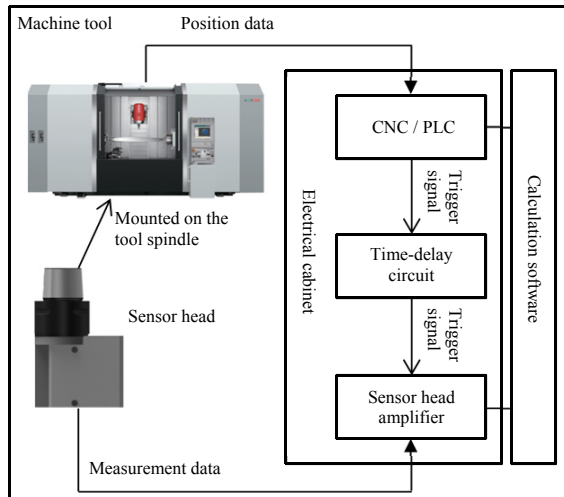 Machine tool
Position data
CNC / PLC
Trigger
signal
Time-delay
circuit
Trigger
signal
Sensor head
amplifier
Electrical cabinet
Calculation software
Mounted on the
tool spindle
Sensor head
Measurement data